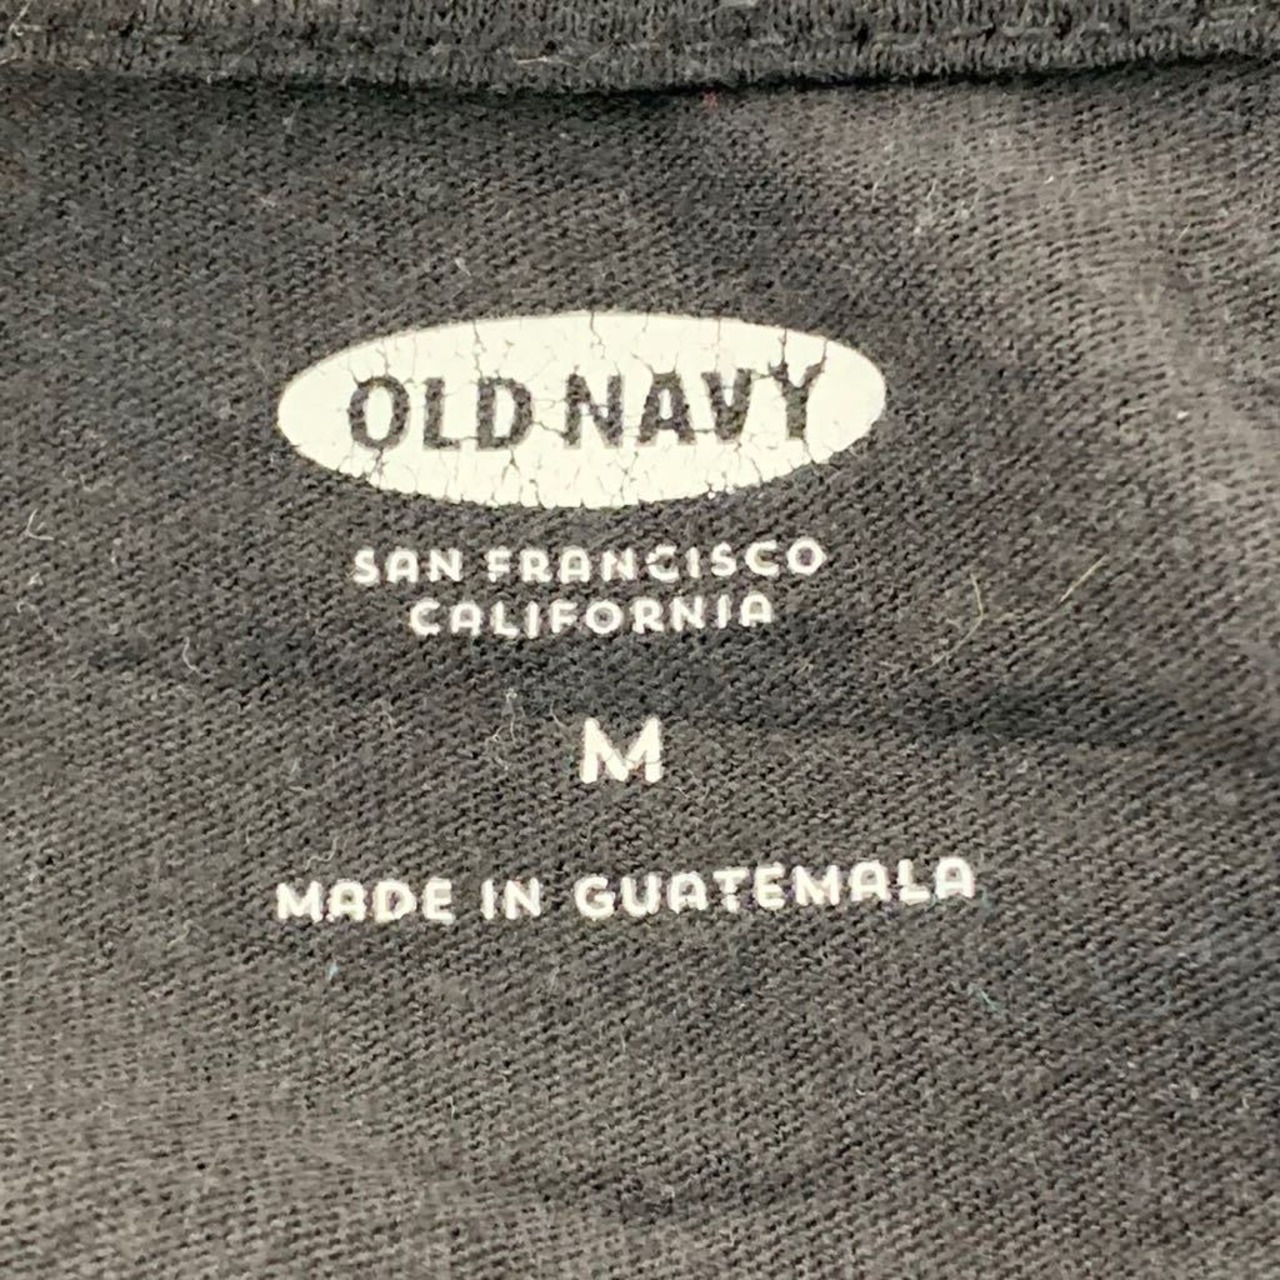 OLD NAVY
SAN FRANCISCO
CALIFORNIA
M
MADE IN GUATEMALA